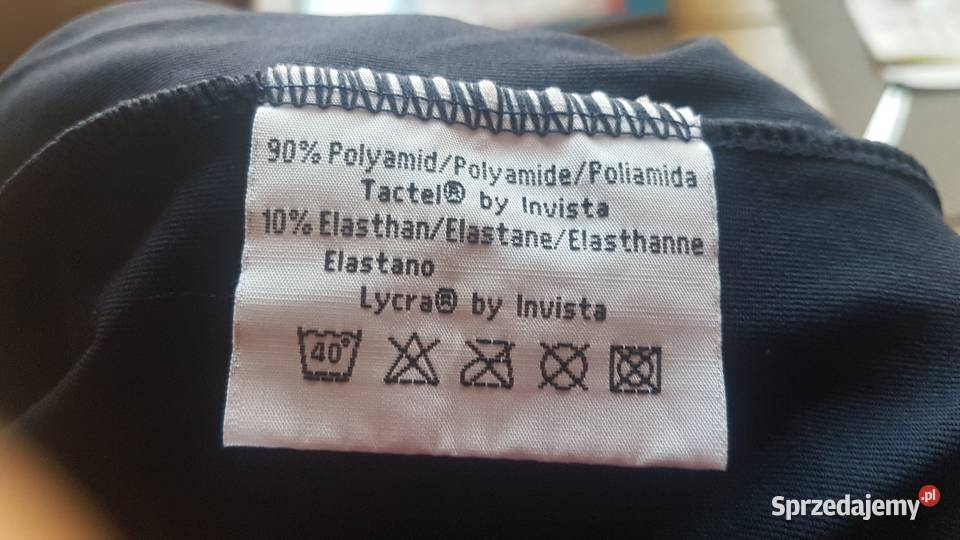 90% Polyamid/Polyamide/Poliamida
Tactel® by Invista
10% Elasthan/Elastane/Elasthanne
Elastano
Lycra® by Invista
40°
Sprzedajemy.pl